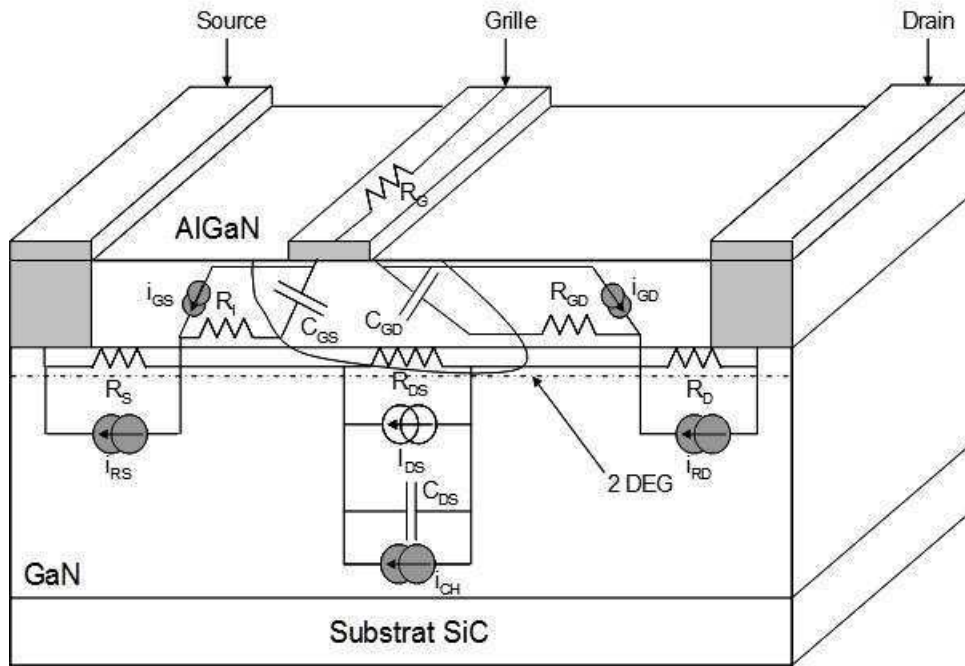 Source
Grille
Drain
R_G
AlGaN
i_GS
R_i
C_GS
C_GD
R_GD
i_GD
R_S
R_DS
R_D
i_RS
I_DS
2 DEG
i_RD
C_DS
GaN
i_CH
Substrat SiC